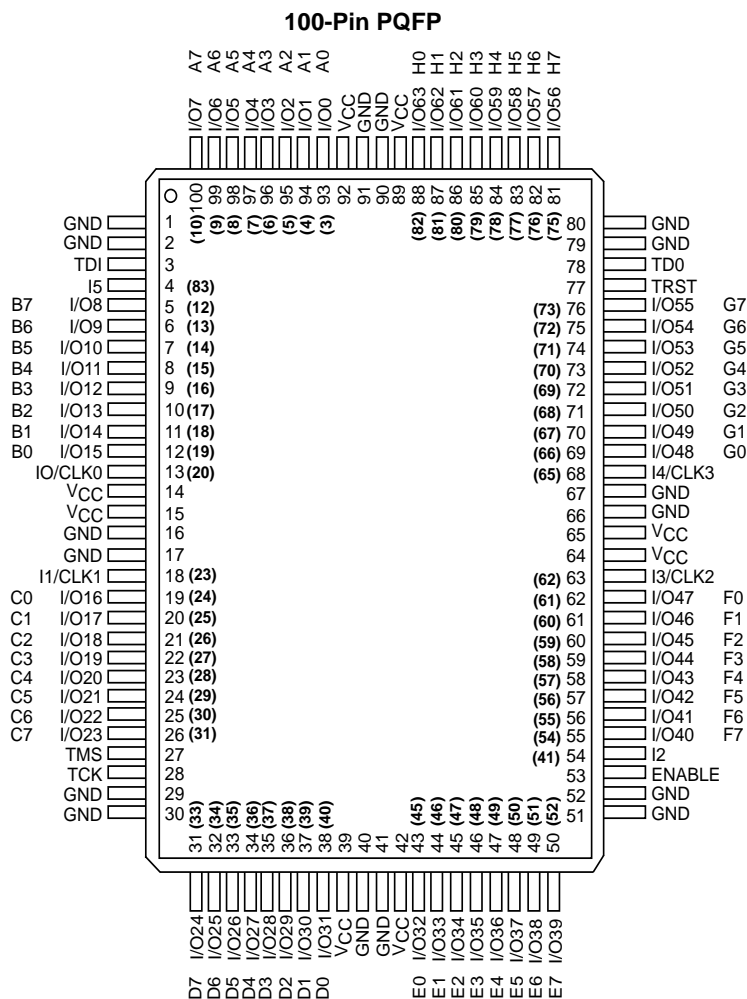 100-Pin PQFP
A7 A6 A5 A4 A3 A2 A1 A0 H0 H1 H2 H3 H4 H5 H6 H7
I/O7 I/O6 I/O5 I/O4 I/O3 I/O2 I/O1 I/O0 VCC GND GND VCC I/O63 I/O62 I/O61 I/O60 I/O59 I/O58 I/O57 I/O56
100 99 98 97 96 95 94 93 92 91 90 89 88 87 86 85 84 83 82 81
(10) (9) (8) (7) (6) (5) (4) (3) (82) (81) (80) (79) (78) (77) (76) (75)
GND 1 80 GND
GND 2 79 GND
TDI 3 78 TD0
I5 4 (83) 77 TRST
B7 I/O8 5 (12) (73) 76 I/O55 G7
B6 I/O9 6 (13) (72) 75 I/O54 G6
B5 I/O10 7 (14) (71) 74 I/O53 G5
B4 I/O11 8 (15) (70) 73 I/O52 G4
B3 I/O12 9 (16) (69) 72 I/O51 G3
B2 I/O13 10 (17) (68) 71 I/O50 G2
B1 I/O14 11 (18) (67) 70 I/O49 G1
B0 I/O15 12 (19) (66) 69 I/O48 G0
IO/CLK0 13 (20) (65) 68 I4/CLK3
VCC 14 67 GND
VCC 15 66 GND
GND 16 65 VCC
GND 17 64 VCC
I1/CLK1 18 (23) (62) 63 I3/CLK2
C0 I/O16 19 (24) (61) 62 I/O47 F0
C1 I/O17 20 (25) (60) 61 I/O46 F1
C2 I/O18 21 (26) (59) 60 I/O45 F2
C3 I/O19 22 (27) (58) 59 I/O44 F3
C4 I/O20 23 (28) (57) 58 I/O43 F4
C5 I/O21 24 (29) (56) 57 I/O42 F5
C6 I/O22 25 (30) (55) 56 I/O41 F6
C7 I/O23 26 (31) (54) 55 I/O40 F7
TMS 27 (41) 54 I2
TCK 28 53 ENABLE
GND 29 52 GND
GND 30 51 GND
(33) (34) (35) (36) (37) (38) (39) (40) (45) (46) (47) (48) (49) (50) (51) (52)
31 32 33 34 35 36 37 38 39 40 41 42 43 44 45 46 47 48 49 50
I/O24 I/O25 I/O26 I/O27 I/O28 I/O29 I/O30 I/O31 VCC GND GND VCC I/O32 I/O33 I/O34 I/O35 I/O36 I/O37 I/O38 I/O39
D7 D6 D5 D4 D3 D2 D1 D0 E0 E1 E2 E3 E4 E5 E6 E7